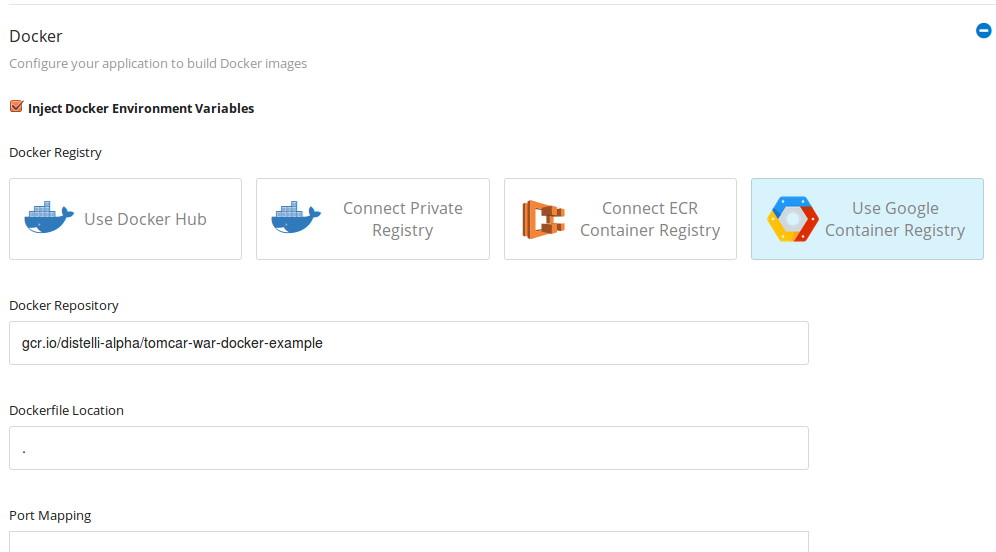 Docker
Configure your application to build Docker images
Inject Docker Environment Variables
Docker Registry
Use Docker Hub
Connect Private
Registry
Connect ECR
Container Registry
Use Google
Container Registry
Docker Repository
gcr.io/distelli-alpha/tomcar-war-docker-example
Dockerfile Location
.
Port Mapping